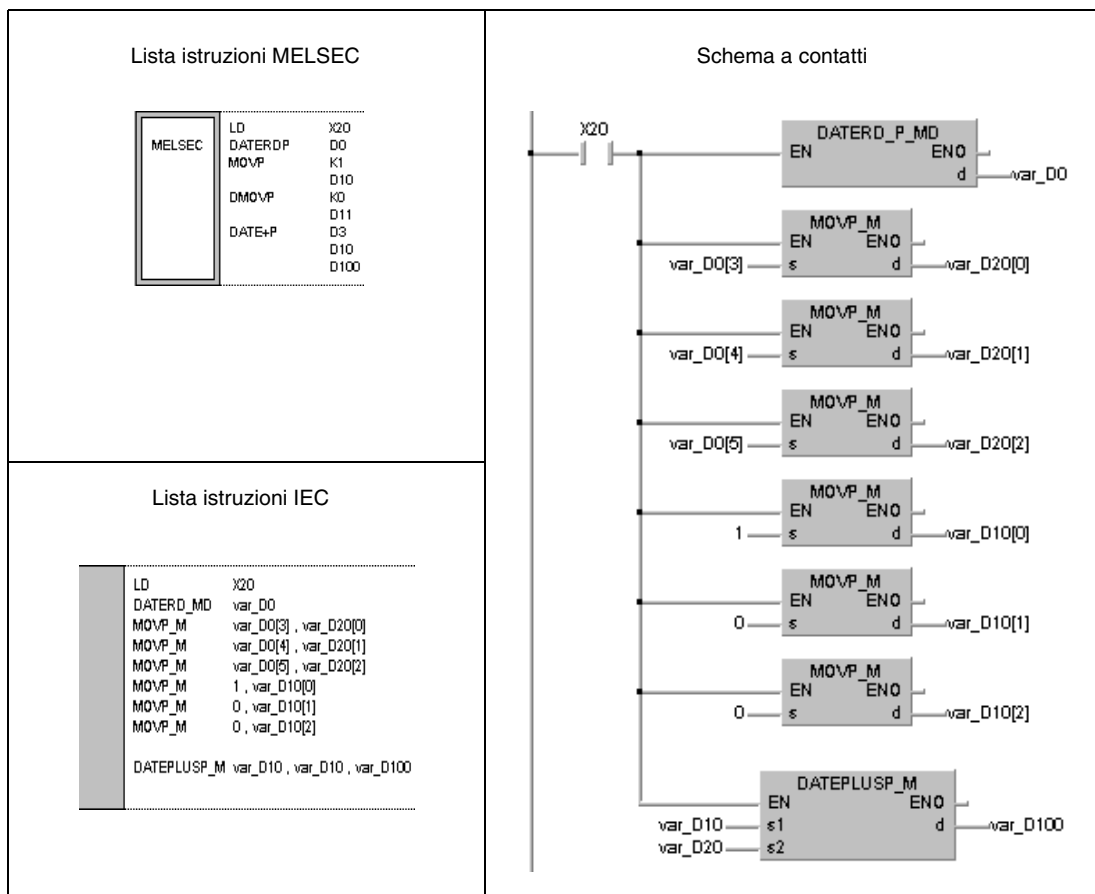 Lista istruzioni MELSEC
MELSEC
LD X20
DATERDP D0
MOVP K1
D10
DMOVP K0
D11
DATE+P D3
D10
D100
Lista istruzioni IEC
LD X20
DATERD_MD var_D0
MOVP_M var_D0[3] , var_D20[0]
MOVP_M var_D0[4] , var_D20[1]
MOVP_M var_D0[5] , var_D20[2]
MOVP_M 1 , var_D10[0]
MOVP_M 0 , var_D10[1]
MOVP_M 0 , var_D10[2]
DATEPLUSP_M var_D10 , var_D10 , var_D100
Schema a contatti
X20
DATERD_P_MD
EN ENO
d var_D0
MOVP_M
EN ENO
var_D0[3] s d var_D20[0]
MOVP_M
EN ENO
var_D0[4] s d var_D20[1]
MOVP_M
EN ENO
var_D0[5] s d var_D20[2]
MOVP_M
EN ENO
1 s d var_D10[0]
MOVP_M
EN ENO
0 s d var_D10[1]
MOVP_M
EN ENO
0 s d var_D10[2]
DATEPLUSP_M
EN ENO
var_D10 s1 d var_D100
var_D20 s2